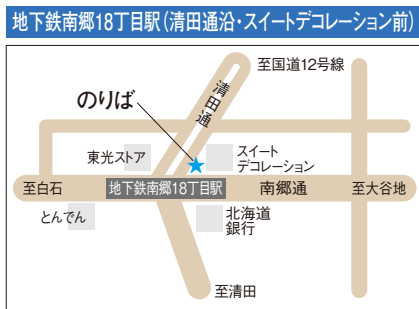 地下鉄南郷18丁目駅(清田通沿・スイートデコレーション前)
至国道12号線
清田通
のりば
東光ストア
スイート
デコレーション
至白石
地下鉄南郷18丁目駅
南郷通
至大谷地
とんでん
北海道
銀行
至清田